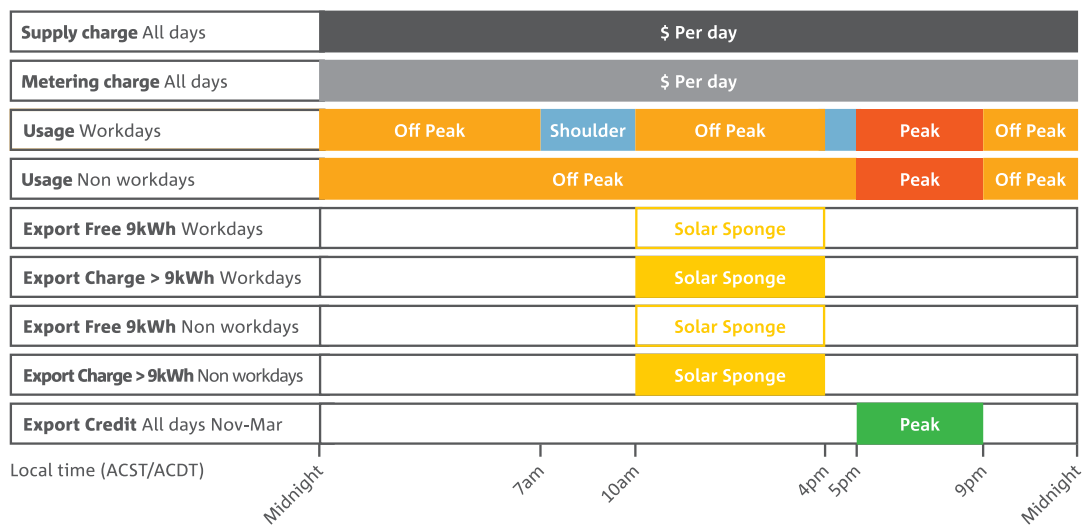 Supply charge All days $ Per day
Metering charge All days $ Per day
Usage Workdays Off Peak Shoulder Off Peak Peak Off Peak
Usage Non workdays Off Peak Peak Off Peak
Export Free 9kWh Workdays Solar Sponge
Export Charge > 9kWh Workdays Solar Sponge
Export Free 9kWh Non workdays Solar Sponge
Export Charge > 9kWh Non workdays Solar Sponge
Export Credit All days Nov-Mar Peak
Local time (ACST/ACDT) Midnight 7am 10am 4pm 5pm 9pm Midnight